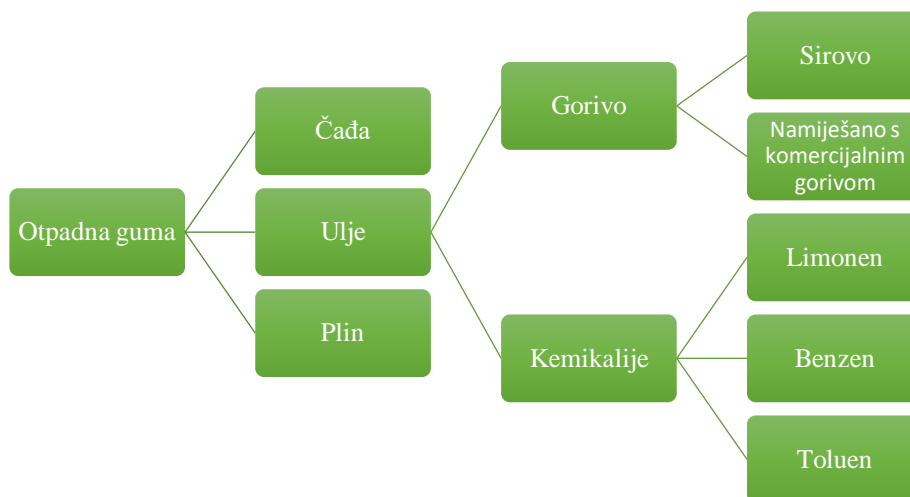 Otpadna guma
Čađa
Ulje
Plin
Gorivo
Kemikalije
Sirovo
Namiješano s
komercijalnim
gorivom
Limonen
Benzen
Toluen